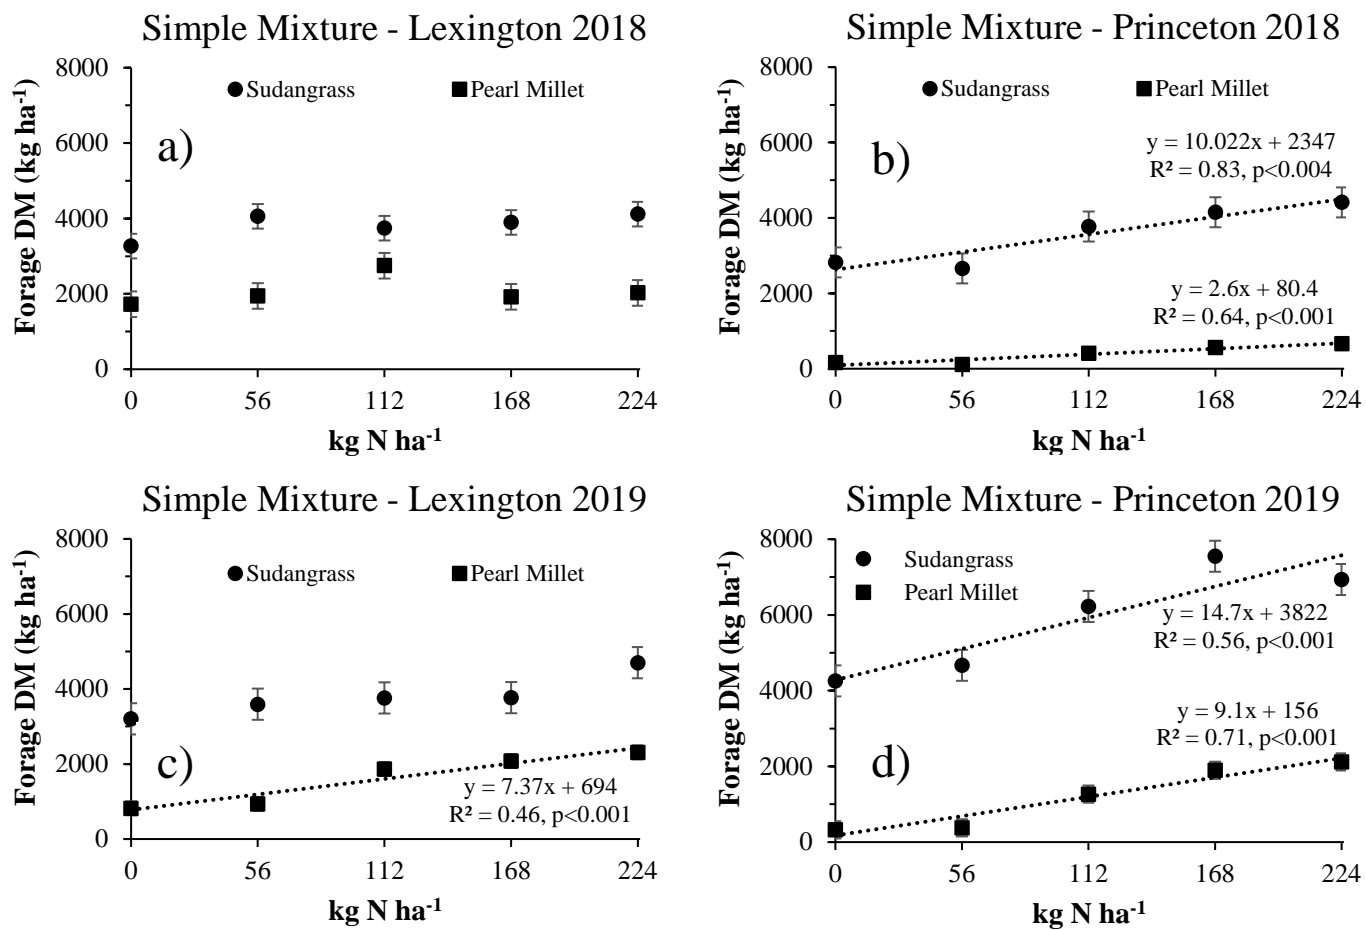 Simple Mixture - Lexington 2018
Forage DM (kg ha⁻¹)
8000
6000
4000
2000
0
Sudangrass
Pearl Millet
a)
0 56 112 168 224
kg N ha⁻¹
Simple Mixture - Princeton 2018
Forage DM (kg ha⁻¹)
8000
6000
4000
2000
0
Sudangrass
Pearl Millet
b)
y = 10.022x + 2347
R² = 0.83, p<0.004
y = 2.6x + 80.4
R² = 0.64, p<0.001
0 56 112 168 224
kg N ha⁻¹
Simple Mixture - Lexington 2019
Forage DM (kg ha⁻¹)
8000
6000
4000
2000
0
Sudangrass
Pearl Millet
c)
y = 7.37x + 694
R² = 0.46, p<0.001
0 56 112 168 224
kg N ha⁻¹
Simple Mixture - Princeton 2019
Forage DM (kg ha⁻¹)
8000
6000
4000
2000
0
Sudangrass
Pearl Millet
y = 14.7x + 3822
R² = 0.56, p<0.001
y = 9.1x + 156
R² = 0.71, p<0.001
d)
0 56 112 168 224
kg N ha⁻¹